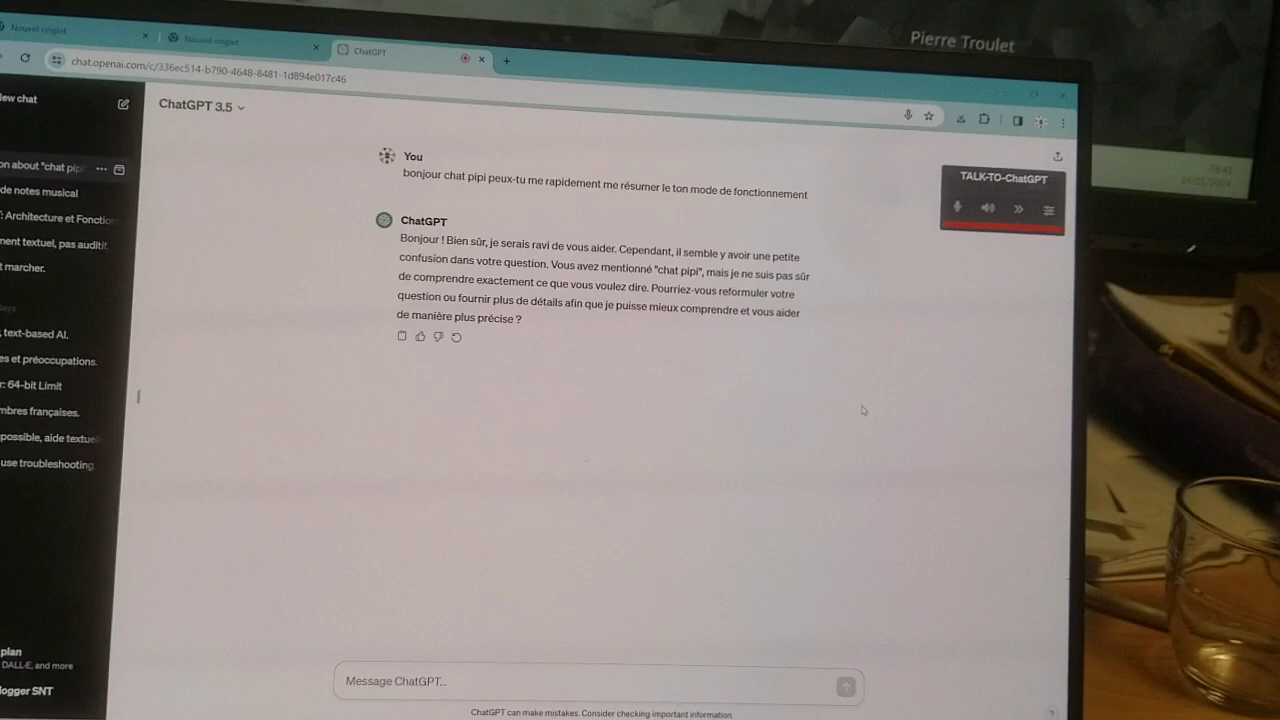 Pierre Troulet
Nouvel onglet
Nouvel onglet
ChatGPT
chat.openai.com/c/336ec514-b790-4648-8481-1d894e017c46
ew chat
ChatGPT 3.5
on about "chat pip
de notes musical
: Architecture et Fonctio
ment textuel, pas auditif.
t marcher.
text-based AI.
es et préoccupations.
r: 64-bit Limit
mbres françaises.
possible, aide textuel
use troubleshooting
plan
DALL·E, and more
logger SNT
You
bonjour chat pipi peux-tu me rapidement me résumer le ton mode de fonctionnement
ChatGPT
Bonjour ! Bien sûr, je serais ravi de vous aider. Cependant, il semble y avoir une petite
confusion dans votre question. Vous avez mentionné "chat pipi", mais je ne suis pas sûr
de comprendre exactement ce que vous voulez dire. Pourriez-vous reformuler votre
question ou fournir plus de détails afin que je puisse mieux comprendre et vous aider
de manière plus précise ?
TALK-TO-ChatGPT
Message ChatGPT...
ChatGPT can make mistakes. Consider checking important information.
?